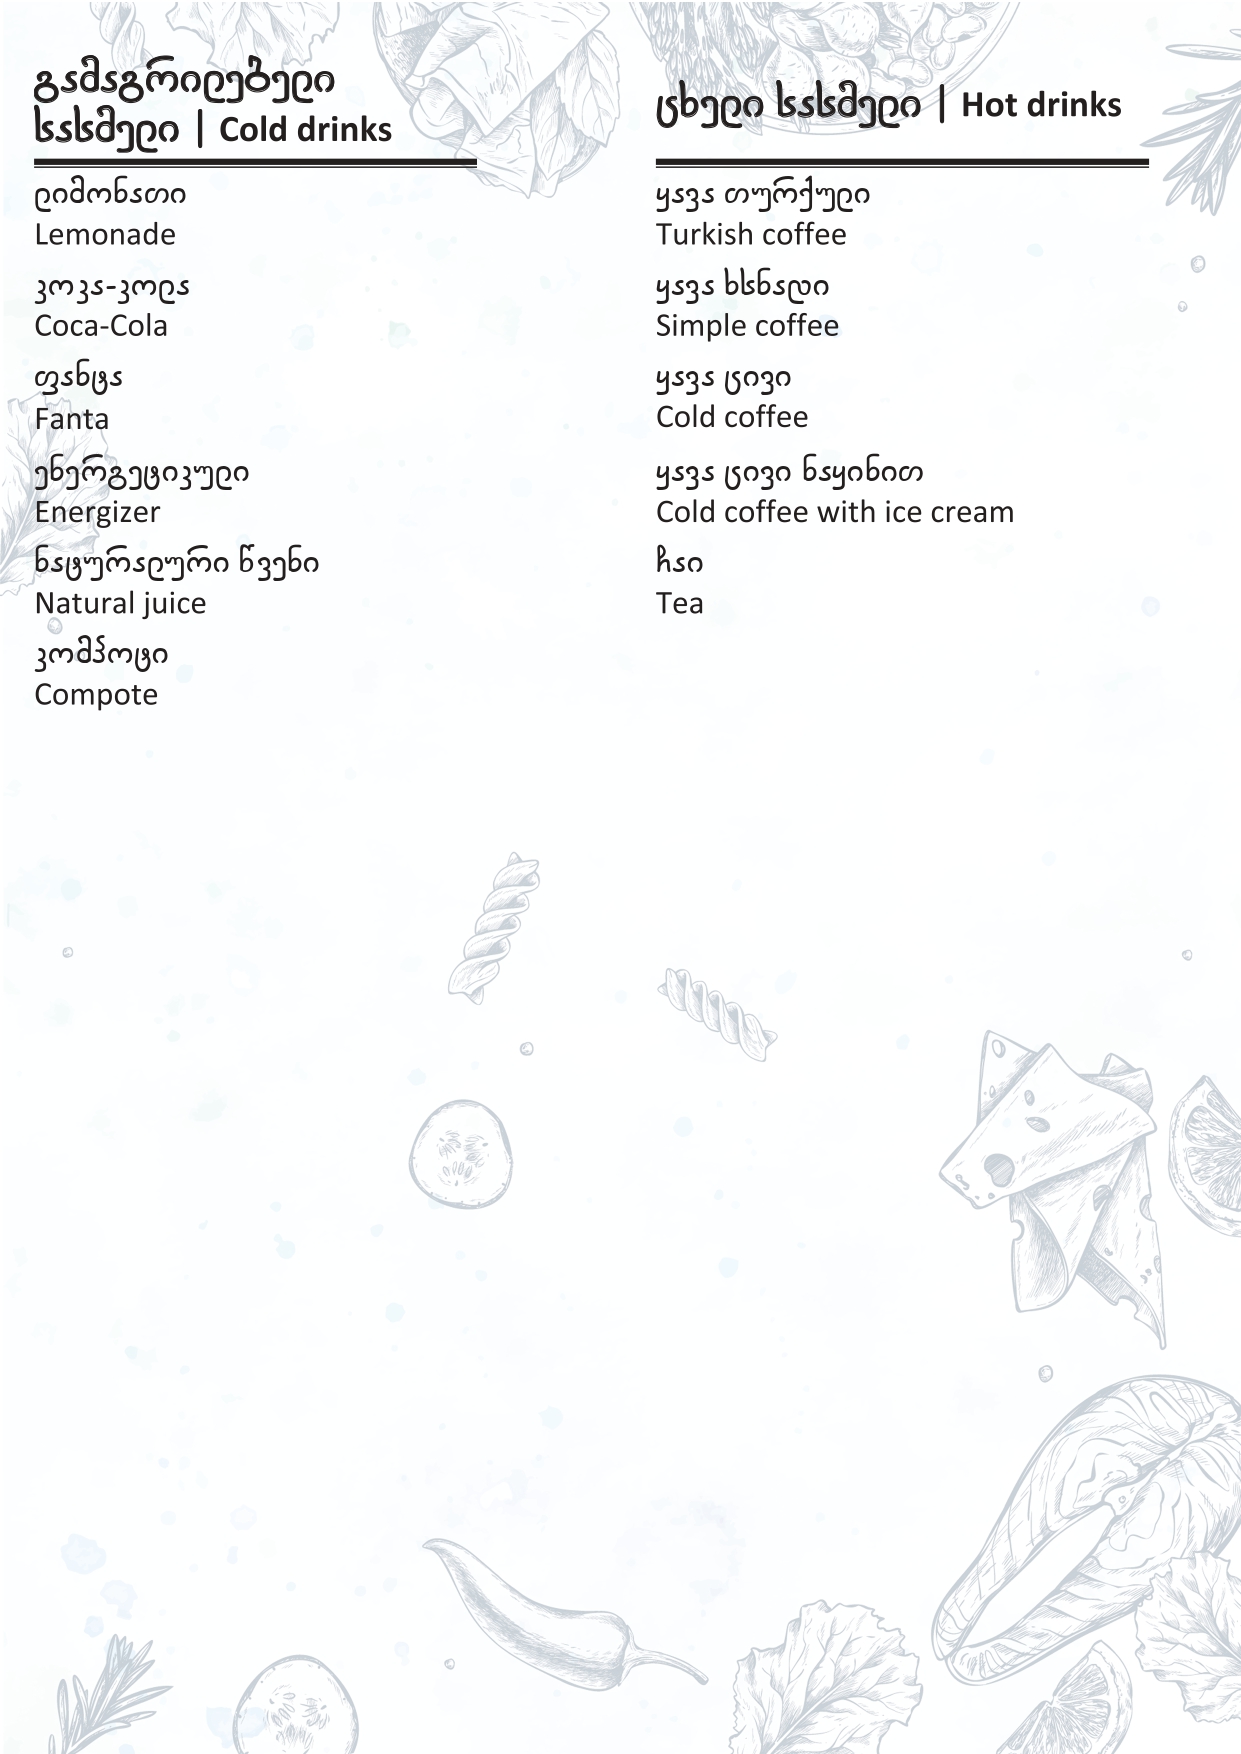 გამაგრილებელი
სასმელი | Cold drinks
ლიმონათი
Lemonade
კოკა-კოლა
Coca-Cola
ფანტა
Fanta
ენერგეტიკული
Energizer
ნატურალური წვენი
Natural juice
კომპოტი
Compote
ცხელი სასმელი | Hot drinks
ყავა თურქული
Turkish coffee
ყავა ხსნადი
Simple coffee
ყავა ცივი
Cold coffee
ყავა ცივი ნაყინით
Cold coffee with ice cream
ჩაი
Tea